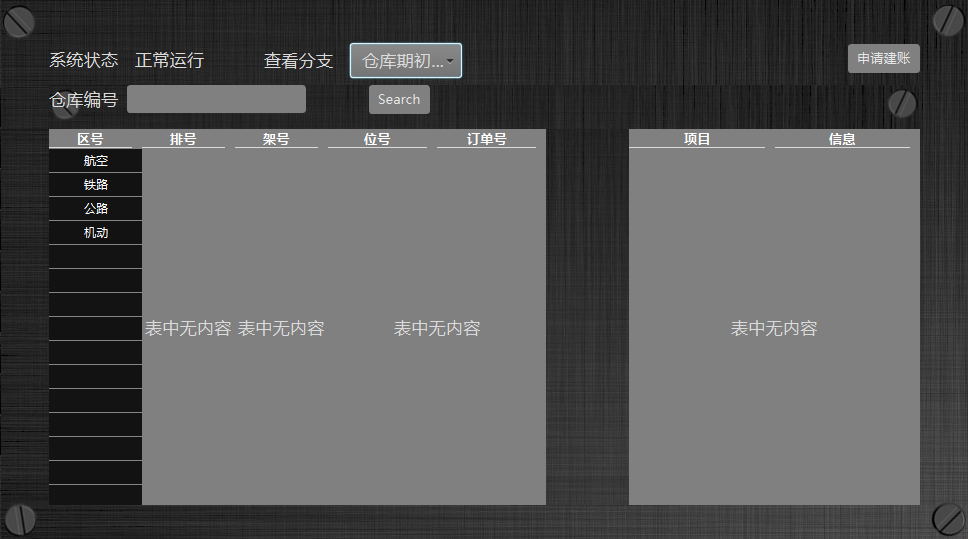 系统状态 正常运行 查看分支 仓库期初... 申请建账
仓库编号 Search
区号 排号 架号 位号 订单号 项目 信息
航空
铁路
公路
机动
表中无内容 表中无内容 表中无内容 表中无内容